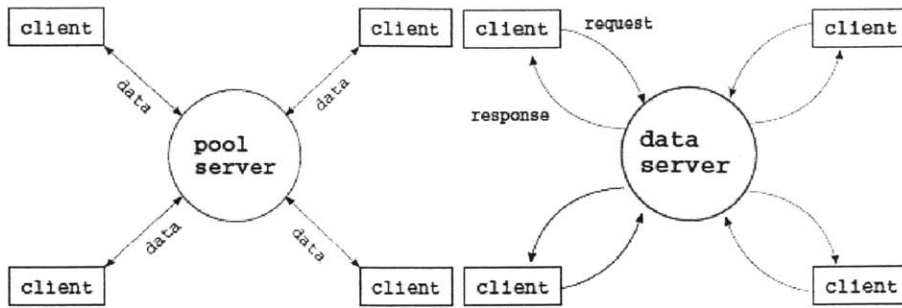 client
client
data
data
pool
server
data
data
client
client
client
request
client
response
data
server
client
client